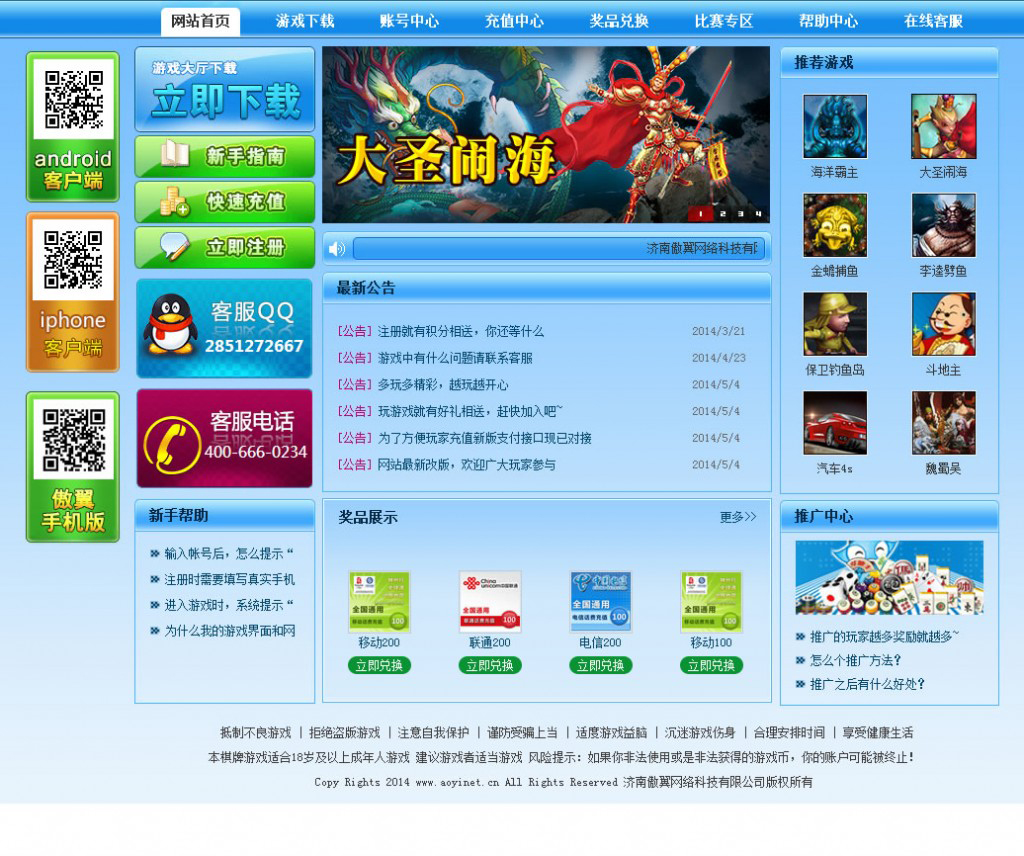 网站首页 游戏下载 账号中心 充值中心 奖品兑换 比赛专区 帮助中心 在线客服
android
客户端
iphone
客户端
傲翼
手机版
游戏大厅下载
立即下载
新手指南
快速充值
立即注册
客服QQ
2851272667
客服电话
400-666-0234
新手帮助
输入帐号后，怎么提示“
注册时需要填写真实手机
进入游戏时，系统提示“
为什么我的游戏界面和网
大圣闹海
1 2 3 4
济南傲翼网络科技有
最新公告
[公告] 注册就有积分相送，你还等什么 2014/3/21
[公告] 游戏中有什么问题请联系客服 2014/4/23
[公告] 多玩多精彩，越玩越开心 2014/5/4
[公告] 玩游戏就有好礼相送，赶快加入吧~ 2014/5/4
[公告] 为了方便玩家充值新版支付接口现已对接 2014/5/4
[公告] 网站最新改版，欢迎广大玩家参与 2014/5/4
奖品展示 更多>>
全国通用 100
China unicom中国联通
全国通用 100
中国电信
全国通用 100
全国通用 100
移动200 联通200 电信200 移动100
立即兑换 立即兑换 立即兑换 立即兑换
推荐游戏
海洋霸主 大圣闹海
金蟾捕鱼 李逵劈鱼
保卫钓鱼岛 斗地主
汽车4s 魏蜀吴
推广中心
推广的玩家越多奖励就越多~
怎么个推广方法？
推广之后有什么好处？
抵制不良游戏 | 拒绝盗版游戏 | 注意自我保护 | 谨防受骗上当 | 适度游戏益脑 | 沉迷游戏伤身 | 合理安排时间 | 享受健康生活
本棋牌游戏适合18岁及以上成年人游戏 建议游戏者适当游戏 风险提示：如果你非法使用或是非法获得的游戏币，你的账户可能被终止！
Copy Rights 2014 www.aoyinet.cn All Rights Reserved 济南傲翼网络科技有限公司版权所有